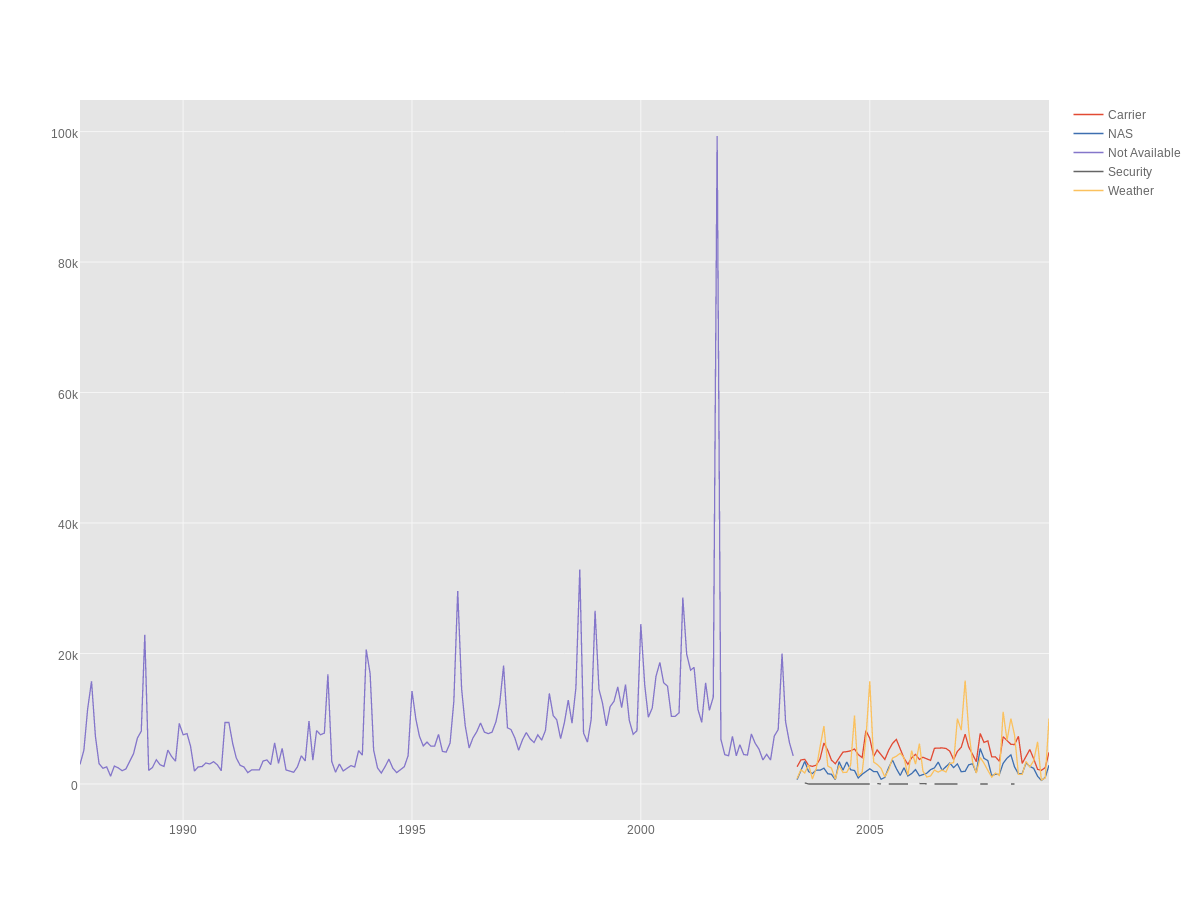 100k
80k
60k
40k
20k
0
1990 1995 2000 2005
Carrier
NAS
Not Available
Security
Weather